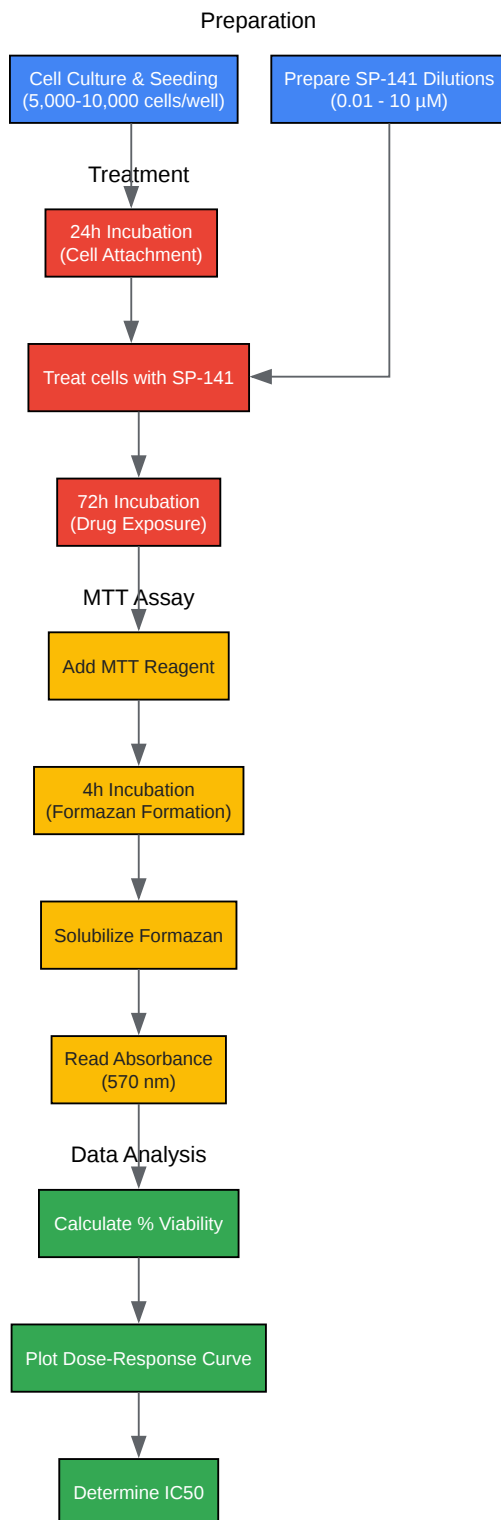 Preparation
Cell Culture & Seeding
(5,000-10,000 cells/well)
Prepare SP-141 Dilutions
(0.01 - 10 µM)
Treatment
24h Incubation
(Cell Attachment)
Treat cells with SP-141
72h Incubation
(Drug Exposure)
MTT Assay
Add MTT Reagent
4h Incubation
(Formazan Formation)
Solubilize Formazan
Read Absorbance
(570 nm)
Data Analysis
Calculate % Viability
Plot Dose-Response Curve
Determine IC50